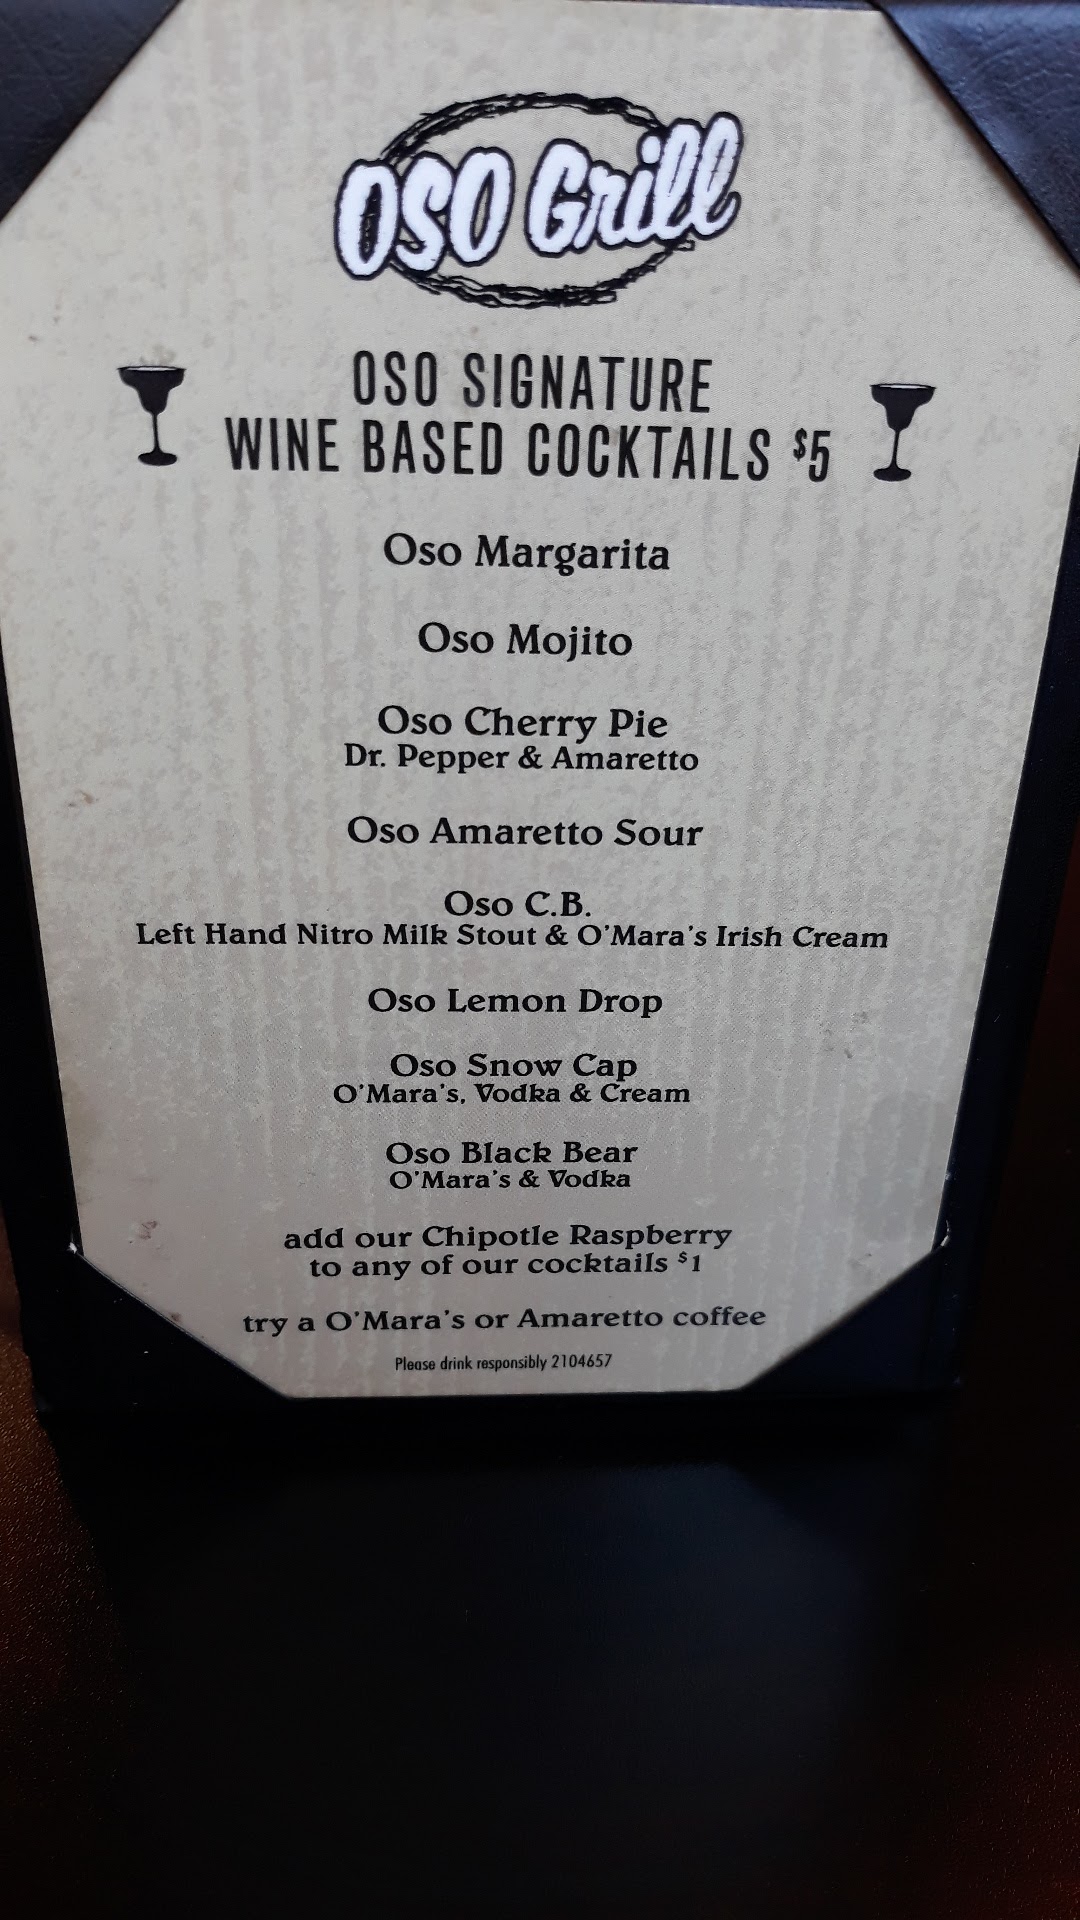 OSO Grill
OSO SIGNATURE
WINE BASED COCKTAILS $5
Oso Margarita
Oso Mojito
Oso Cherry Pie
Dr. Pepper & Amaretto
Oso Amaretto Sour
Oso C.B.
Left Hand Nitro Milk Stout & O'Mara's Irish Cream
Oso Lemon Drop
Oso Snow Cap
O'Mara's, Vodka & Cream
Oso Black Bear
O'Mara's & Vodka
add our Chipotle Raspberry
to any of our cocktails $1
try a O'Mara's or Amaretto coffee
Please drink responsibly 2104657